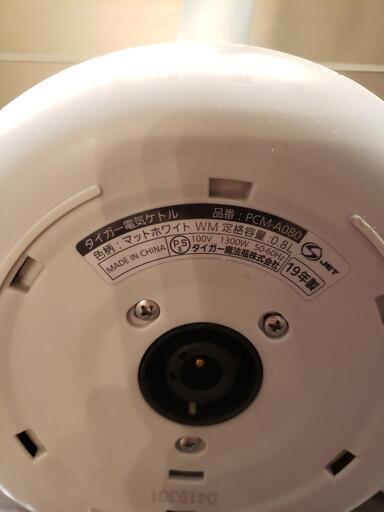 タイガー電気ケトル 品番：PCM-A080
色柄：マットホワイト WM 定格容量：0.8L
MADE IN CHINA PSE 100V 1300W 50-60Hz
タイガー魔法瓶株式会社
S JET
19年製
0419301